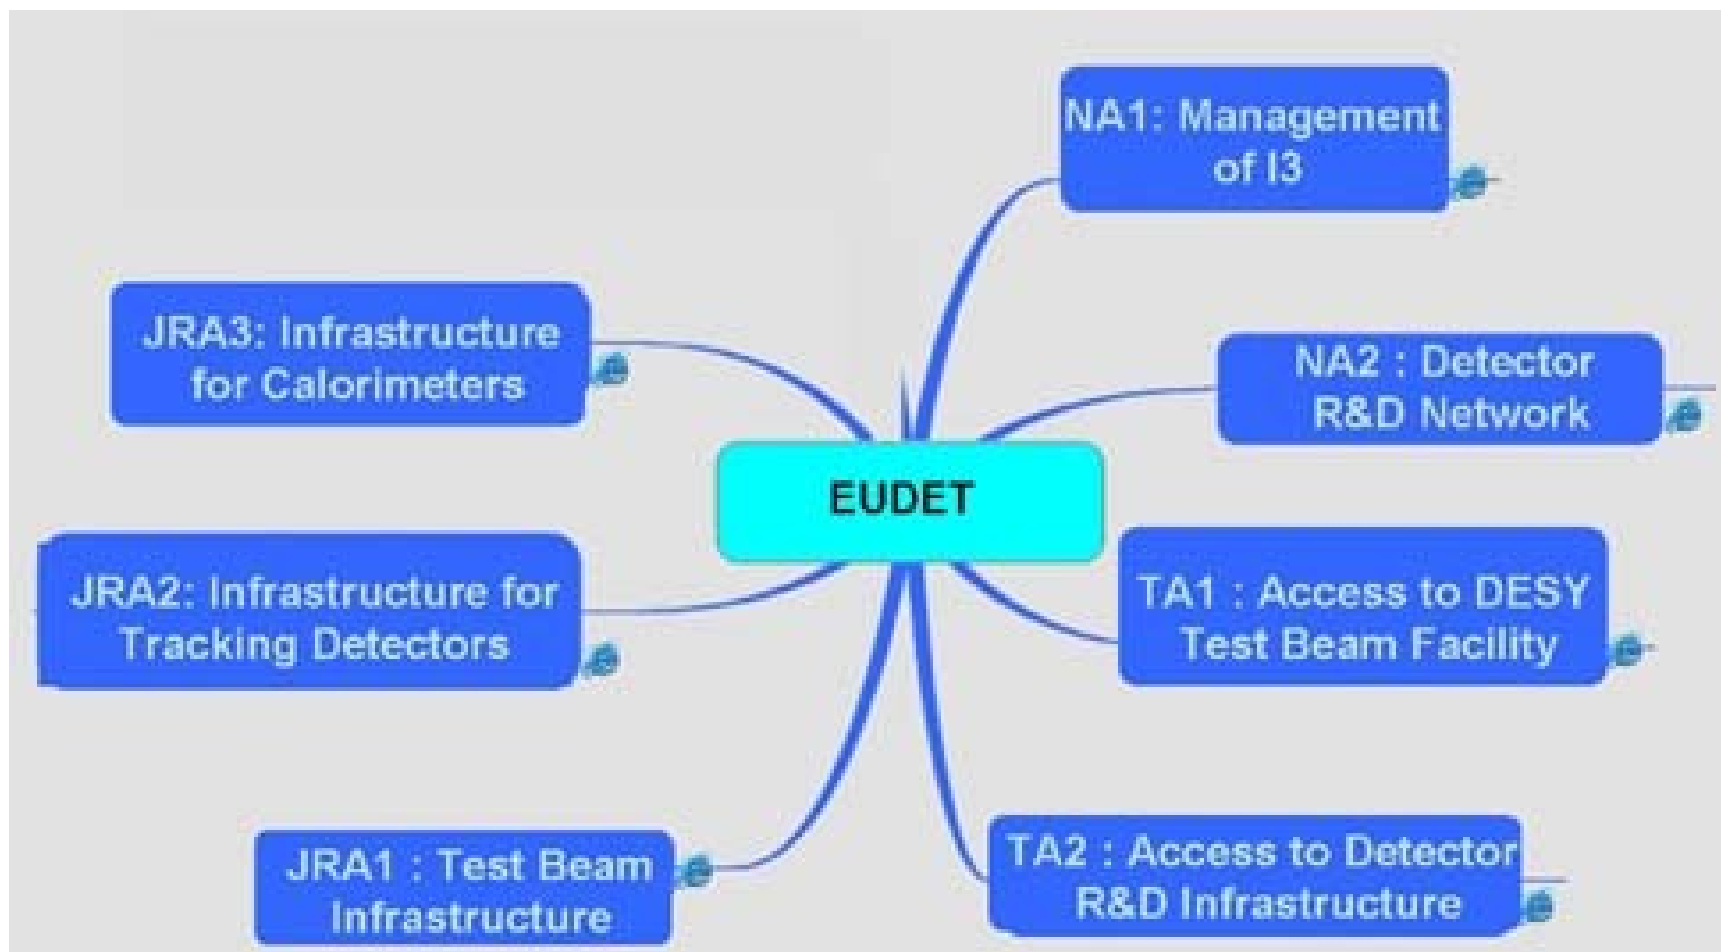 NA1: Management
of I3
JRA3: Infrastructure
for Calorimeters
NA2 : Detector
R&D Network
EUDET
JRA2: Infrastructure for
Tracking Detectors
TA1 : Access to DESY
Test Beam Facility
JRA1 : Test Beam
Infrastructure
TA2 : Access to Detector
R&D Infrastructure